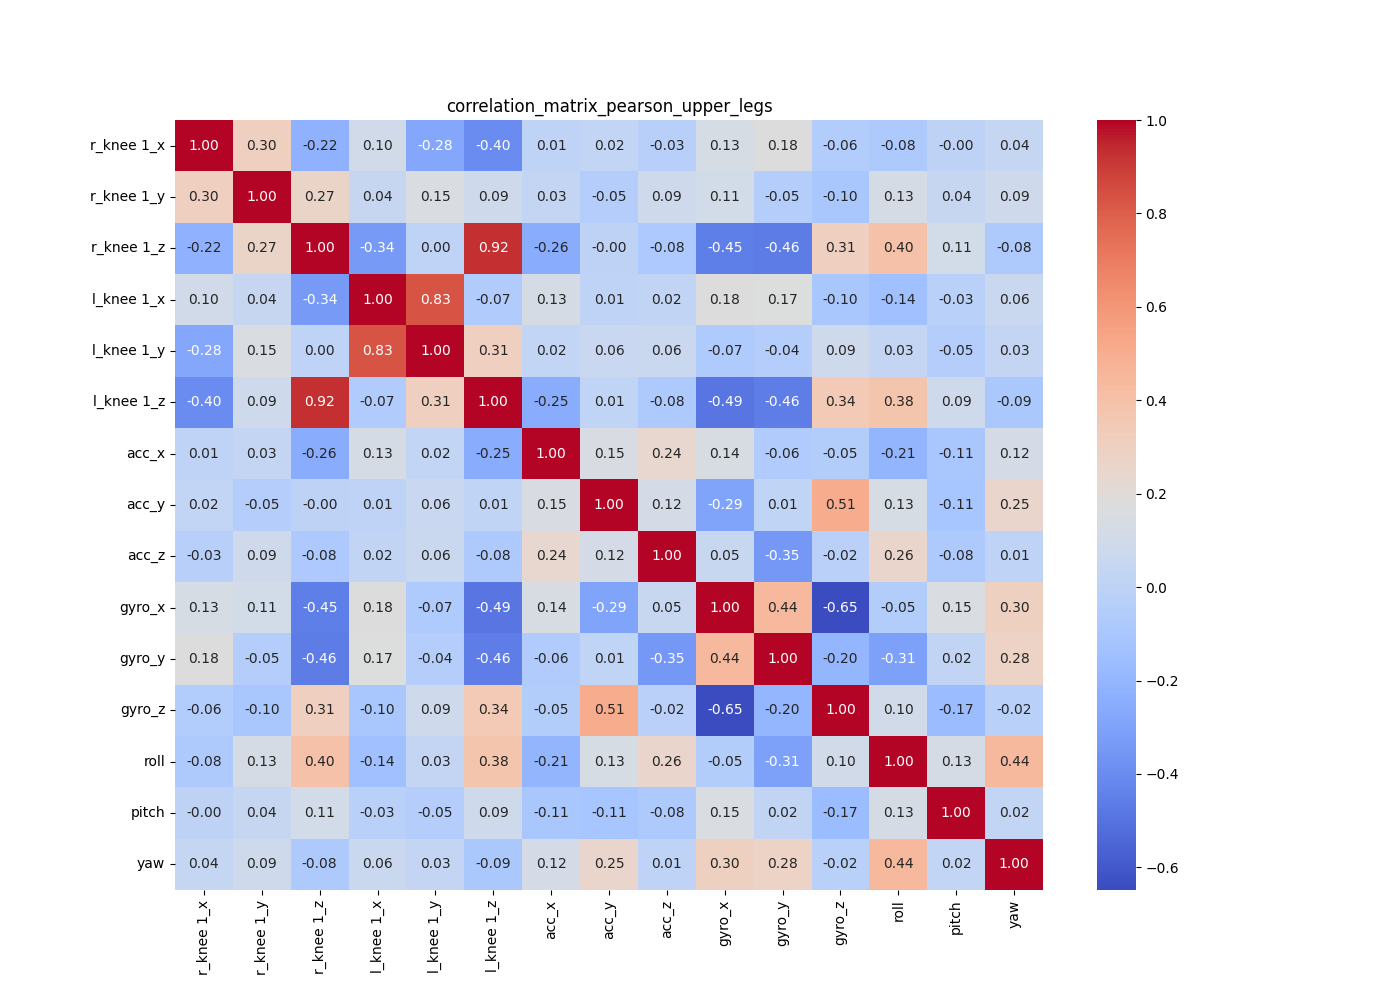 correlation_matrix_pearson_upper_legs
r_knee 1_x 1.00 0.30 -0.22 0.10 -0.28 -0.40 0.01 0.02 -0.03 0.13 0.18 -0.06 -0.08 -0.00 0.04
r_knee 1_y 0.30 1.00 0.27 0.04 0.15 0.09 0.03 -0.05 0.09 0.11 -0.05 -0.10 0.13 0.04 0.09
r_knee 1_z -0.22 0.27 1.00 -0.34 0.00 0.92 -0.26 -0.00 -0.08 -0.45 -0.46 0.31 0.40 0.11 -0.08
l_knee 1_x 0.10 0.04 -0.34 1.00 0.83 -0.07 0.13 0.01 0.02 0.18 0.17 -0.10 -0.14 -0.03 0.06
l_knee 1_y -0.28 0.15 0.00 0.83 1.00 0.31 0.02 0.06 0.06 -0.07 -0.04 0.09 0.03 -0.05 0.03
l_knee 1_z -0.40 0.09 0.92 -0.07 0.31 1.00 -0.25 0.01 -0.08 -0.49 -0.46 0.34 0.38 0.09 -0.09
acc_x 0.01 0.03 -0.26 0.13 0.02 -0.25 1.00 0.15 0.24 0.14 -0.06 -0.05 -0.21 -0.11 0.12
acc_y 0.02 -0.05 -0.00 0.01 0.06 0.01 0.15 1.00 0.12 -0.29 0.01 0.51 0.13 -0.11 0.25
acc_z -0.03 0.09 -0.08 0.02 0.06 -0.08 0.24 0.12 1.00 0.05 -0.35 -0.02 0.26 -0.08 0.01
gyro_x 0.13 0.11 -0.45 0.18 -0.07 -0.49 0.14 -0.29 0.05 1.00 0.44 -0.65 -0.05 0.15 0.30
gyro_y 0.18 -0.05 -0.46 0.17 -0.04 -0.46 -0.06 0.01 -0.35 0.44 1.00 -0.20 -0.31 0.02 0.28
gyro_z -0.06 -0.10 0.31 -0.10 0.09 0.34 -0.05 0.51 -0.02 -0.65 -0.20 1.00 0.10 -0.17 -0.02
roll -0.08 0.13 0.40 -0.14 0.03 0.38 -0.21 0.13 0.26 -0.05 -0.31 0.10 1.00 0.13 0.44
pitch -0.00 0.04 0.11 -0.03 -0.05 0.09 -0.11 -0.11 -0.08 0.15 0.02 -0.17 0.13 1.00 0.02
yaw 0.04 0.09 -0.08 0.06 0.03 -0.09 0.12 0.25 0.01 0.30 0.28 -0.02 0.44 0.02 1.00
r_knee 1_x
r_knee 1_y
r_knee 1_z
l_knee 1_x
l_knee 1_y
l_knee 1_z
acc_x
acc_y
acc_z
gyro_x
gyro_y
gyro_z
roll
pitch
yaw
1.0
0.8
0.6
0.4
0.2
0.0
−0.2
−0.4
−0.6